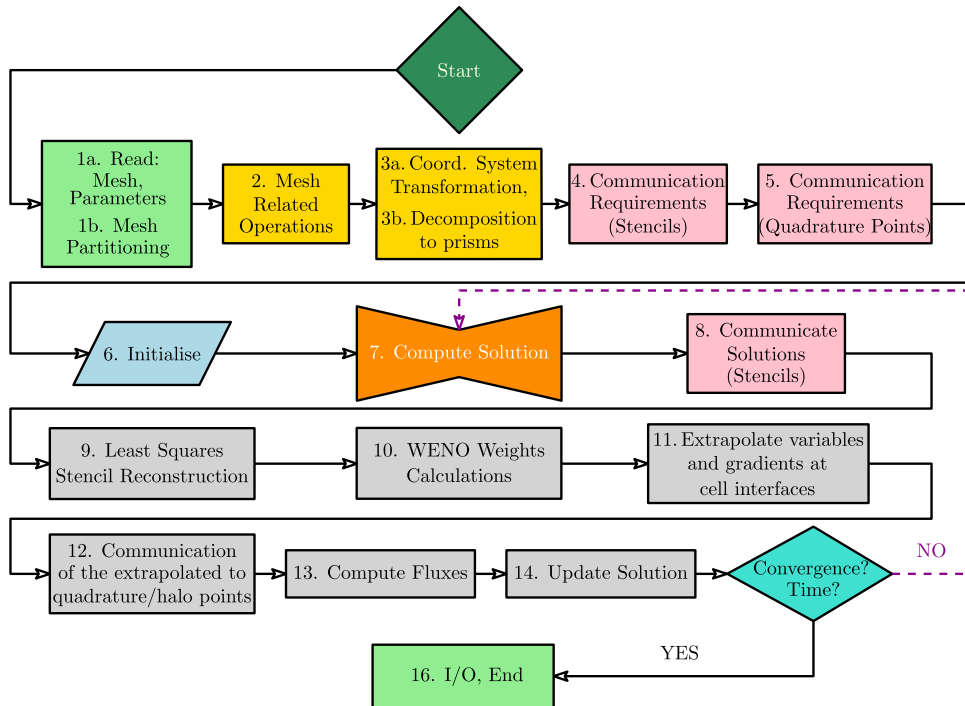 Start
1a. Read:
Mesh,
Parameters
1b. Mesh
Partitioning
2. Mesh
Related
Operations
3a. Coord. System
Transformation,
3b. Decomposition
to prisms
4. Communication
Requirements
(Stencils)
5. Communication
Requirements
(Quadrature Points)
6. Initialise
7. Compute Solution
8. Communicate
Solutions
(Stencils)
9. Least Squares
Stencil Reconstruction
10. WENO Weights
Calculations
11. Extrapolate variables
and gradients at
cell interfaces
12. Communication
of the extrapolated to
quadrature/halo points
13. Compute Fluxes
14. Update Solution
Convergence?
Time?
NO
YES
16. I/O, End